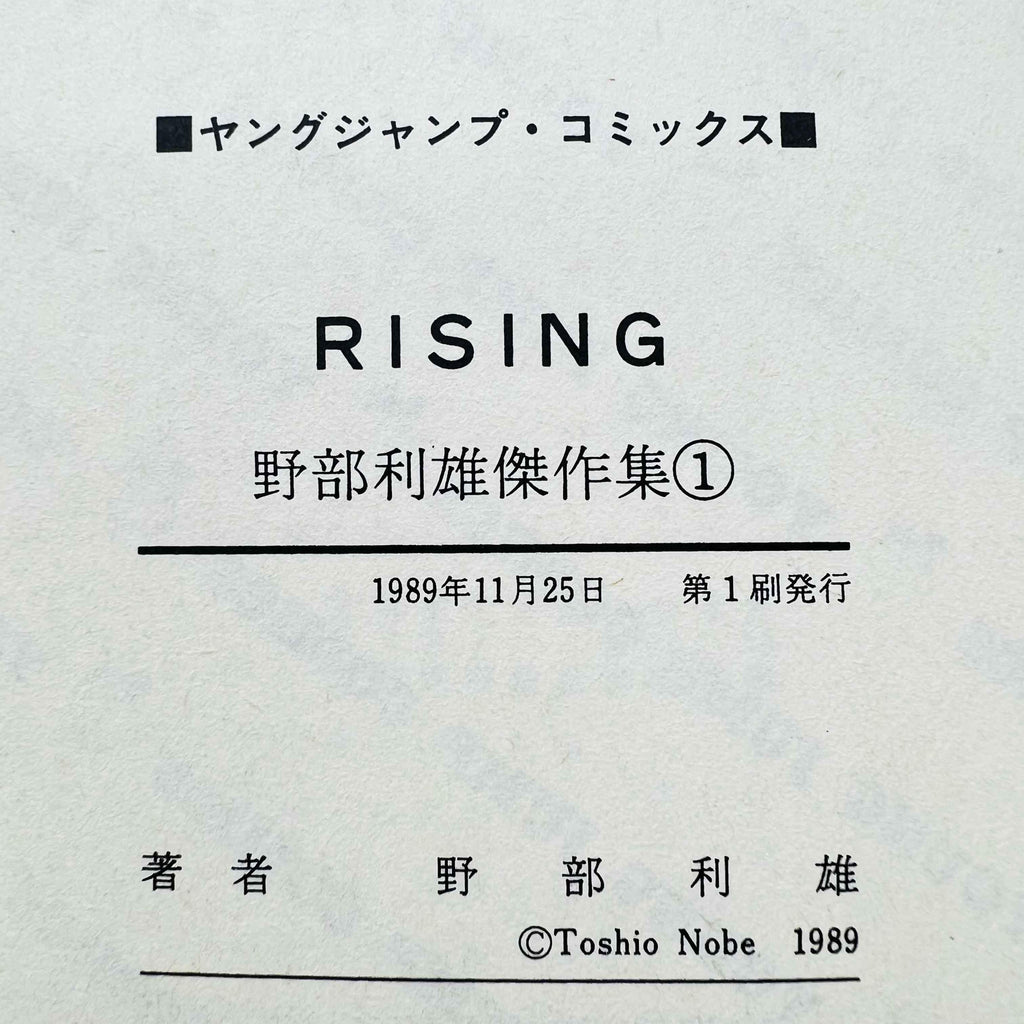 ■ヤングジャンプ・コミックス■
RISING
野部利雄傑作集①
1989年11月25日 第1刷発行
著者 野部利雄
©Toshio Nobe 1989